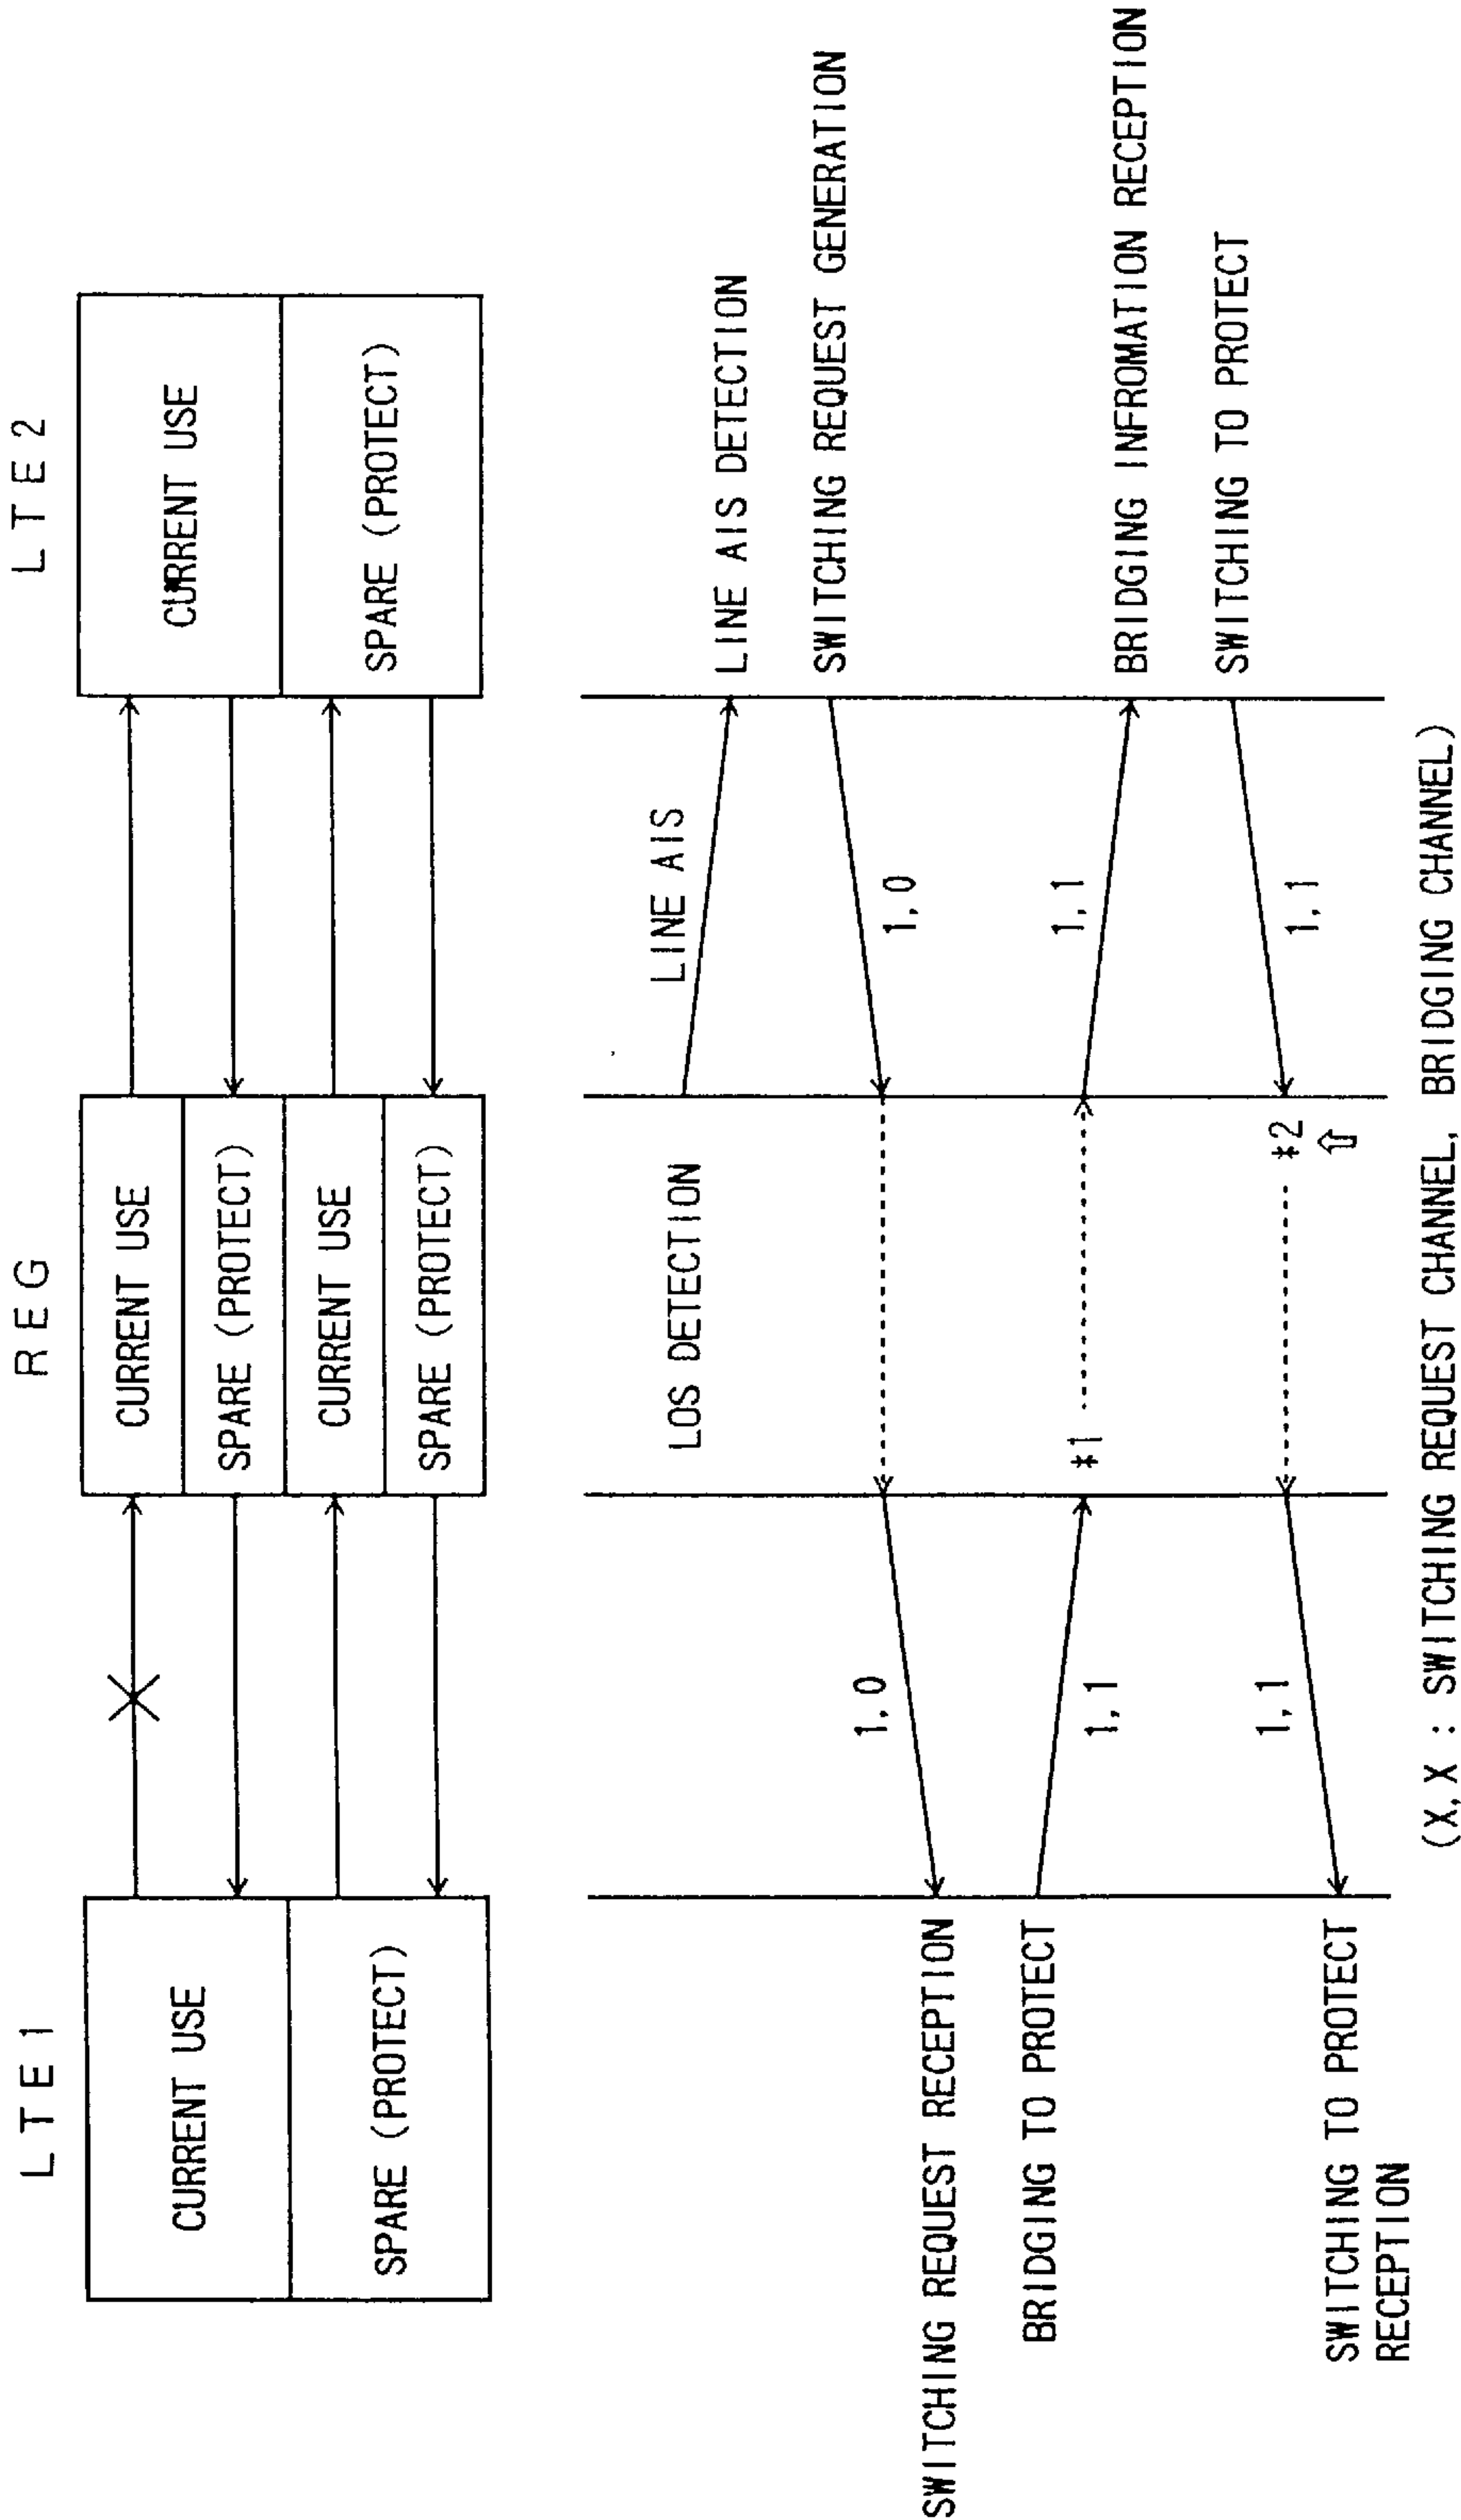 LTE1
REG
LTE2
CURRENT USE
SPARE (PROTECT)
CURRENT USE
SPARE (PROTECT)
CURRENT USE
SPARE (PROTECT)
CURRENT USE
SPARE (PROTECT)
LOS DETECTION
LINE AIS
LINE AIS DETECTION
SWITCHING REQUEST GENERATION
1,0
1,0
SWITCHING REQUEST RECEPTION
BRIDGING TO PROTECT
1,1
*1
1,1
BRIDGING INFROMATION RECEPTION
SWITCHING TO PROTECT
1,1
*2
1,1
SWITCHING TO PROTECT
RECEPTION
(X,X : SWITCHING REQUEST CHANNEL, BRIDGING CHANNEL)